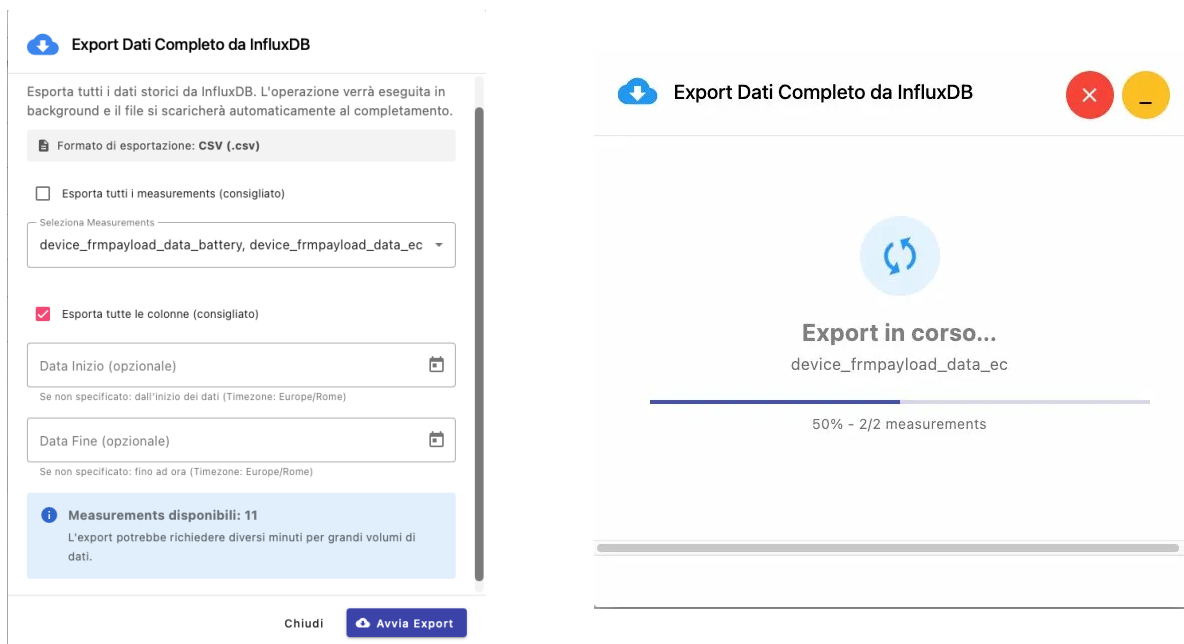 Export Dati Completo da InfluxDB
Esporta tutti i dati storici da InfluxDB. L'operazione verrà eseguita in
background e il file si scaricherà automaticamente al completamento.
Formato di esportazione: CSV (.csv)
Esporta tutti i measurements (consigliato)
Seleziona Measurements
device_frmpayload_data_battery, device_frmpayload_data_ec
Esporta tutte le colonne (consigliato)
Data Inizio (opzionale)
Se non specificato: dall'inizio dei dati (Timezone: Europe/Rome)
Data Fine (opzionale)
Se non specificato: fino ad ora (Timezone: Europe/Rome)
Measurements disponibili: 11
L'export potrebbe richiedere diversi minuti per grandi volumi di
dati.
Chiudi
Avvia Export
Export Dati Completo da InfluxDB
Export in corso...
device_frmpayload_data_ec
50% - 2/2 measurements